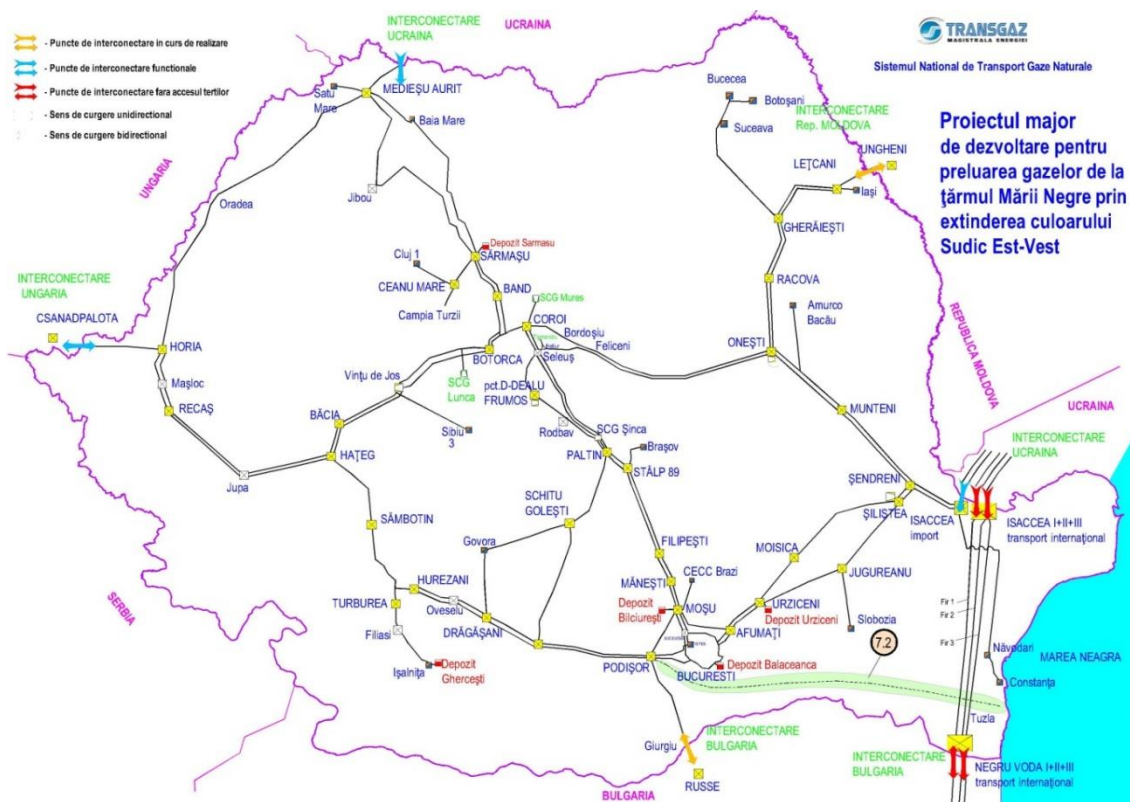 INTERCONECTARE
UCRAINA
UCRAINA
TRANSGAZ
MAGISTRALA ENERGIEI
Sistemul National de Transport Gaze Naturale
- Puncte de interconectare in curs de realizare
- Puncte de interconectare functionale
- Puncte de interconectare fara accesul tertilor
- Sens de curgere unidirectional
- Sens de curgere bidirectional
Proiectul major
de dezvoltare pentru
preluarea gazelor de la
ţărmul Mării Negre prin
extinderea culoarului
Sudic Est-Vest
Satu
Mare
MEDIEŞU AURIT
Baia Mare
Bucecea
Botoşani
Suceava
INTERCONECTARE
Rep. MOLDOVA
UNGHENI
LEŢCANI
Iaşi
UNGARIA
Jibou
Oradea
GHERĂIEŞTI
Depozit Sarmasu
SĂRMAŞU
Cluj 1
CEANU MARE
BAND
Campia Turzii
RACOVA
Amurco
Bacău
REPUBLICA MOLDOVA
INTERCONECTARE
UNGARIA
CSANADPALOTA
HORIA
SCG Mures
COROI
Bordoşiu
Feliceni
Seleuş
ONEŞTI
BOTORCA
Maşloc
RECAŞ
Vinţu de Jos
SCG
Lunca
pct.D-DEALU
FRUMOS
MUNTENI
UCRAINA
BĂCIA
Sibiu
3
Rodbav
SCG Şinca
Braşov
INTERCONECTARE
UCRAINA
HAŢEG
PALTIN
STÂLP 89
Jupa
ŞENDRENI
ŞILIŞTEA
ISACCEA
import
ISACCEA I+II+III
transport internaţional
SCHITU
GOLEŞTI
SÂMBOTIN
Govora
FILIPEŞTI
MOISICA
JUGUREANU
CECC Brazi
MĂNEŞTI
HUREZANI
Oveselu
TURBUREA
SERBIA
Depozit
Bilciureşti
MOŞU
URZICENI
Depozit Urziceni
Slobozia
Fir 1
Fir 2
Fir 3
Filiasi
DRĂGĂŞANI
AFUMAŢI
7.2
Işalniţa
Depozit
Gherceşti
PODIŞOR
BUCURESTI
Depozit Balaceanca
Năvodari
MAREA NEAGRA
Constanţa
Tuzla
Giurgiu
INTERCONECTARE
BULGARIA
RUSSE
BULGARIA
INTERCONECTARE
BULGARIA
NEGRU VODA I+II+III
transport internaţional